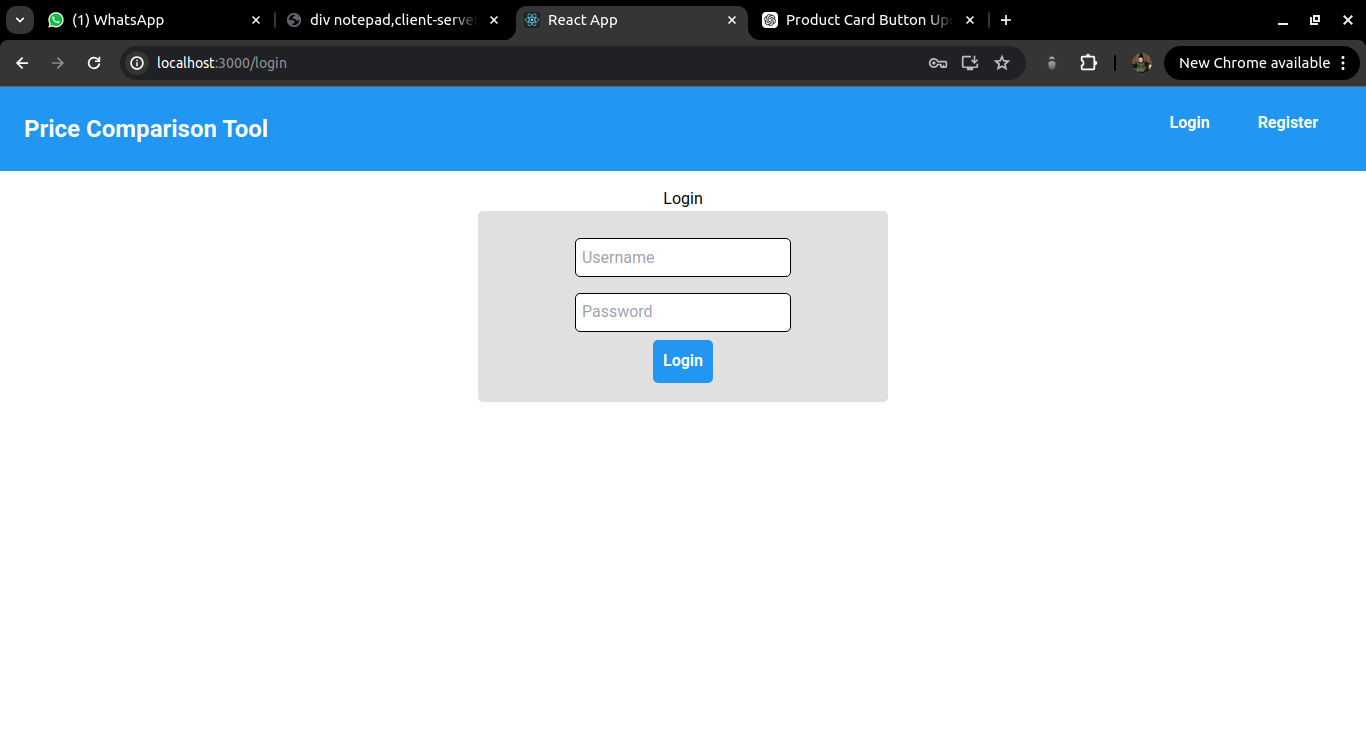 (1) WhatsApp
div notepad,client-serve
React App
Product Card Button Up
localhost:3000/login
New Chrome available
Price Comparison Tool
Login
Register
Login
Username
Password
Login